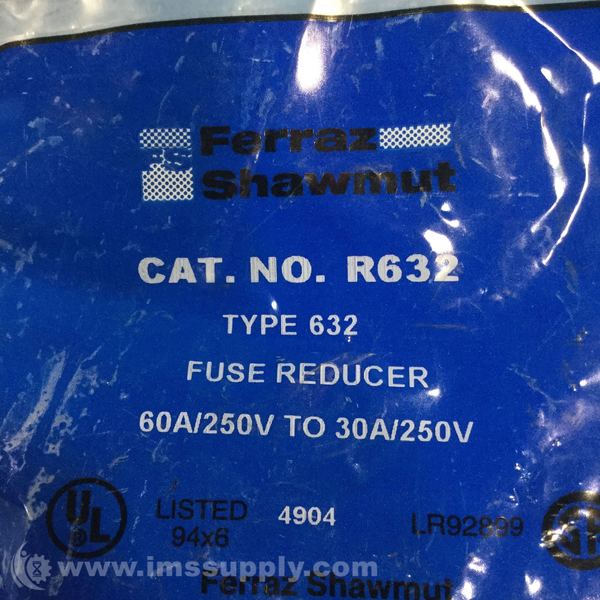 Ferraz
Shawmut
CAT. NO. R632
TYPE 632
FUSE REDUCER
60A/250V TO 30A/250V
UL LISTED 4904 LR92899
94x6
www.imssupply.com
Ferraz Shawmut